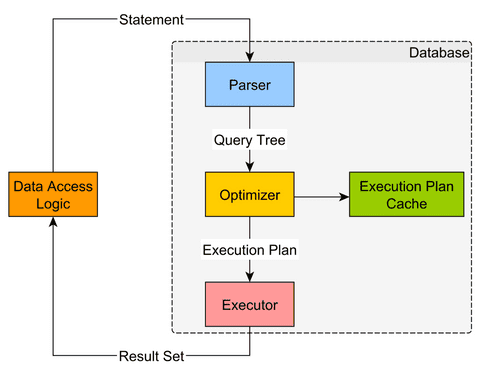 Statement
Database
Parser
Query Tree
Data Access
Logic
Optimizer
Execution Plan
Cache
Execution Plan
Executor
Result Set